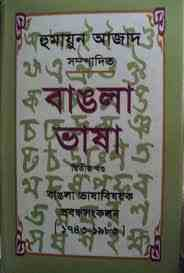 হুমায়ুন আজাদ
সম্পাদিত
বাঙলা
ভাষা
দ্বিতীয় খণ্ড
বাঙলা ভাষাবিষয়ক
প্রবন্ধসংকলন
[১৭৪৩-১৯৮৩]